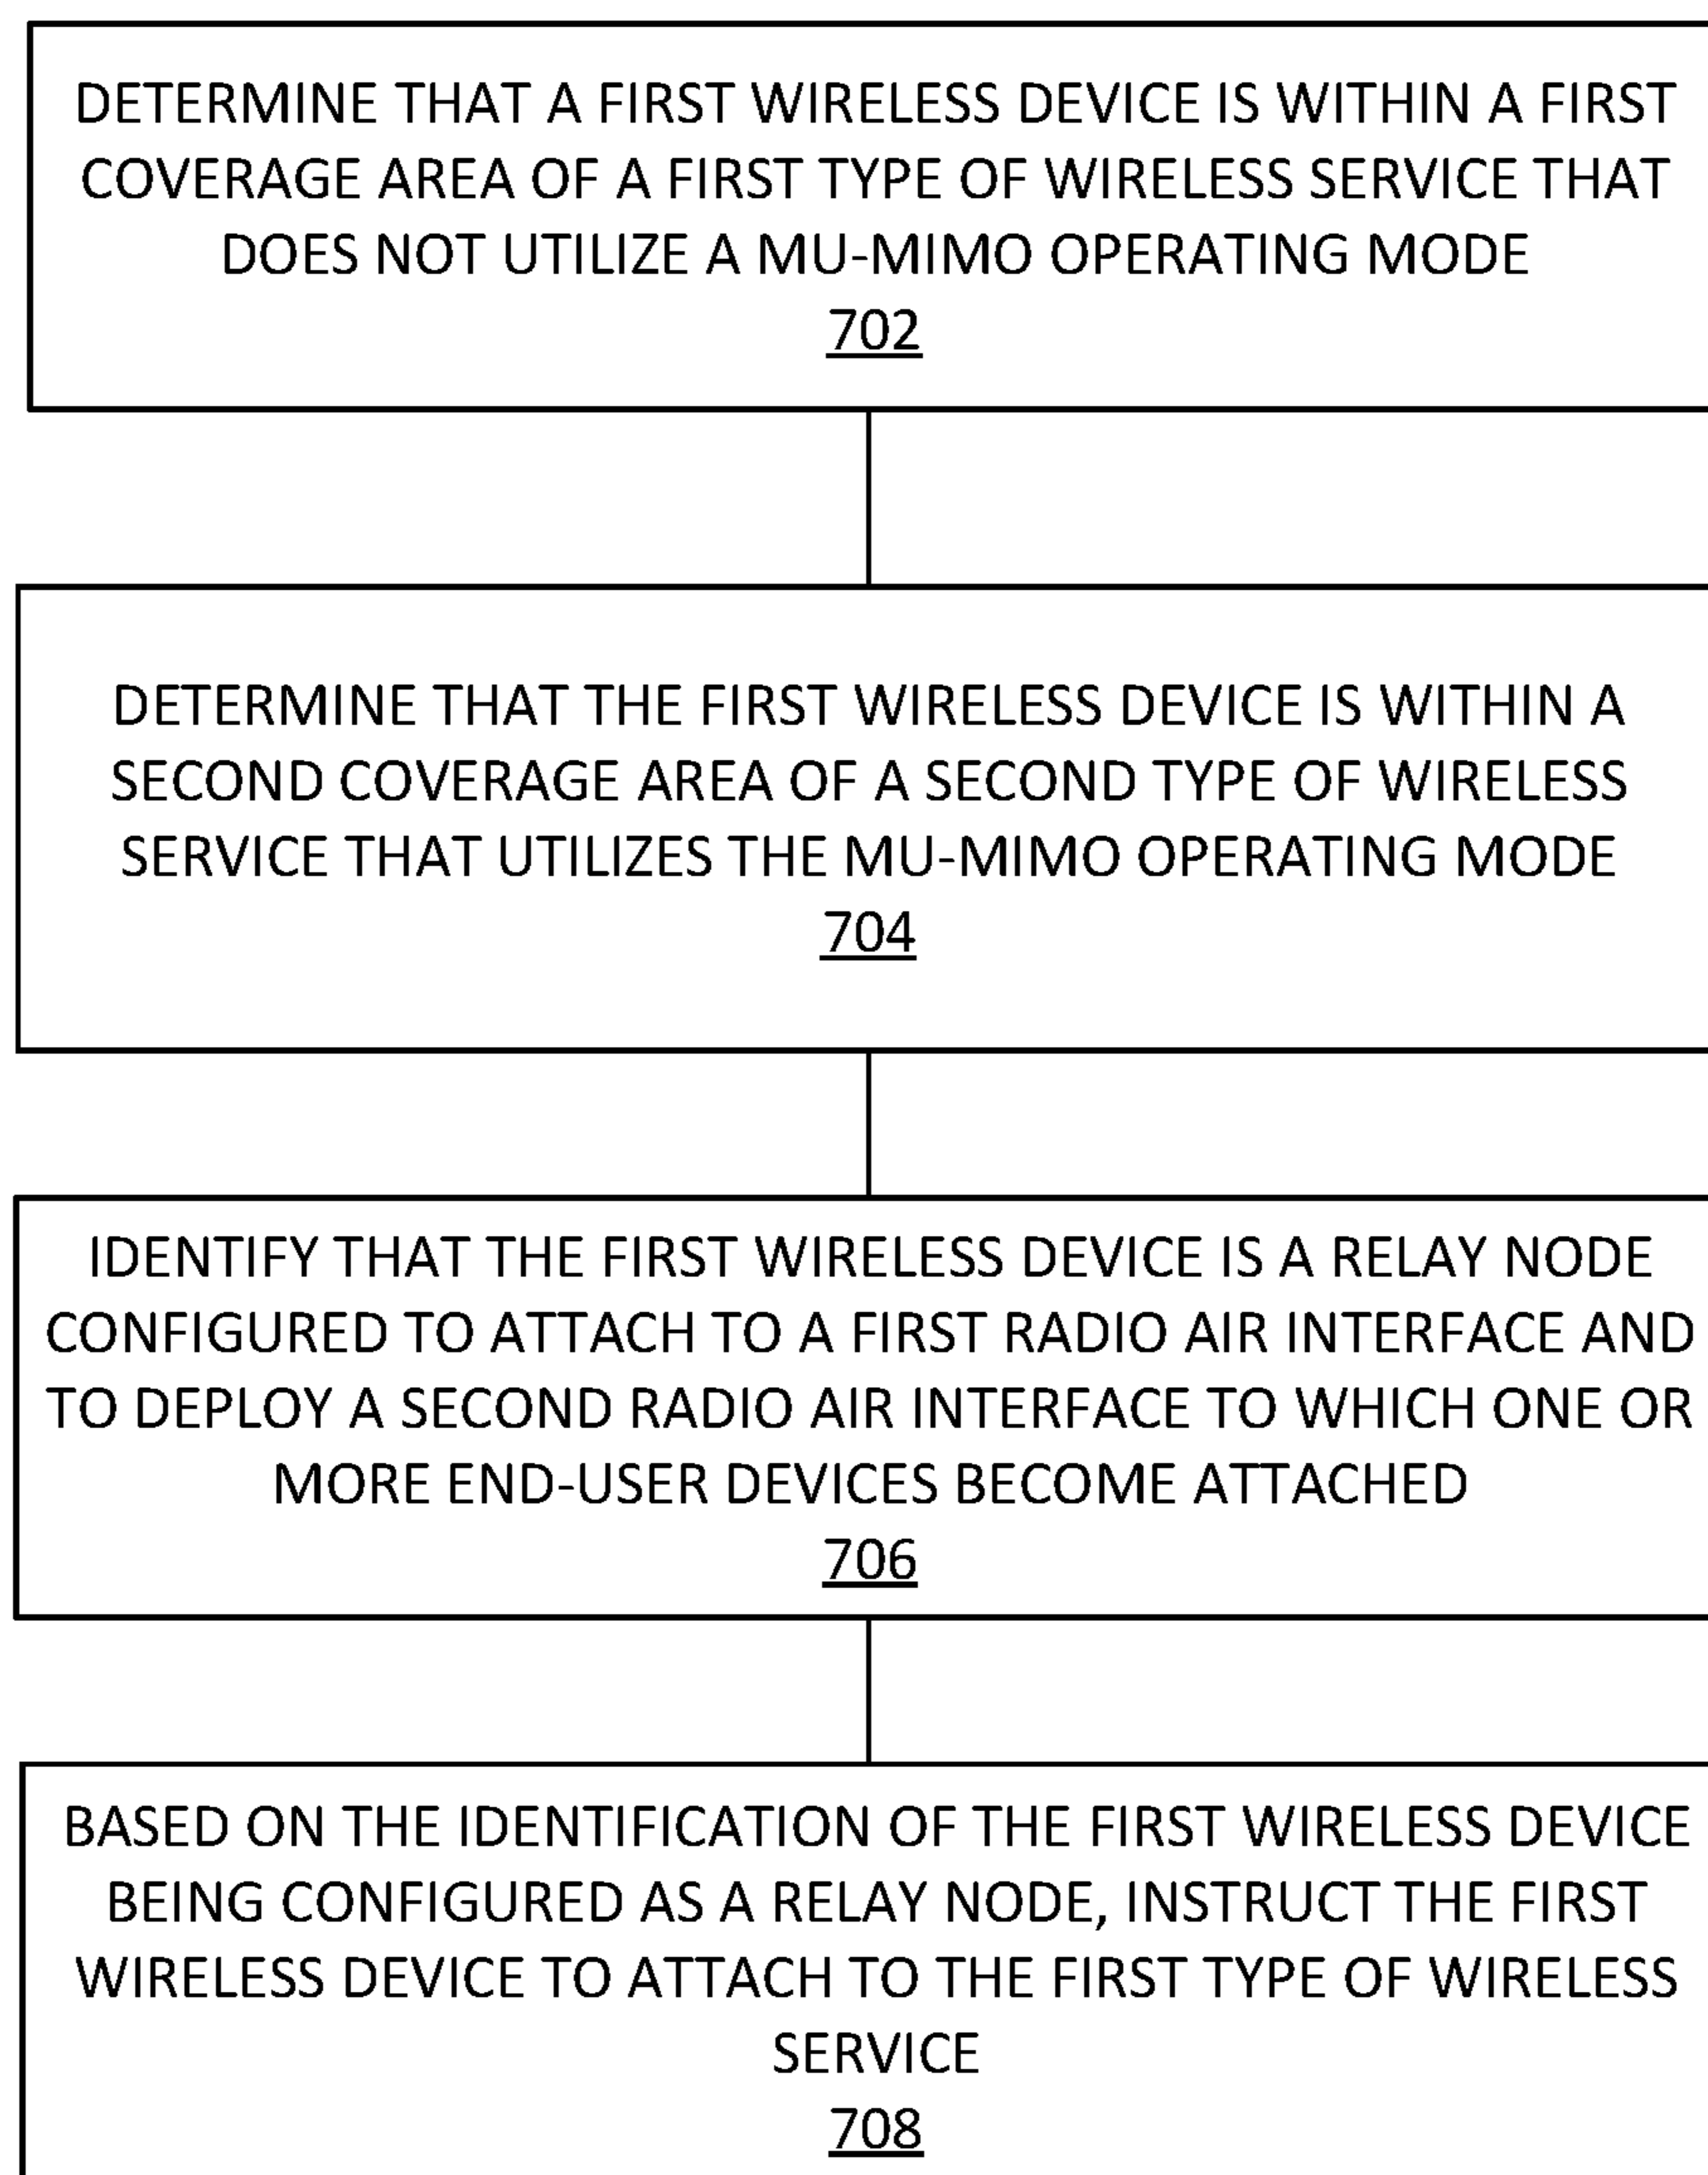 DETERMINE THAT A FIRST WIRELESS DEVICE IS WITHIN A FIRST
COVERAGE AREA OF A FIRST TYPE OF WIRELESS SERVICE THAT
DOES NOT UTILIZE A MU-MIMO OPERATING MODE
702
DETERMINE THAT THE FIRST WIRELESS DEVICE IS WITHIN A
SECOND COVERAGE AREA OF A SECOND TYPE OF WIRELESS
SERVICE THAT UTILIZES THE MU-MIMO OPERATING MODE
704
IDENTIFY THAT THE FIRST WIRELESS DEVICE IS A RELAY NODE
CONFIGURED TO ATTACH TO A FIRST RADIO AIR INTERFACE AND
TO DEPLOY A SECOND RADIO AIR INTERFACE TO WHICH ONE OR
MORE END-USER DEVICES BECOME ATTACHED
706
BASED ON THE IDENTIFICATION OF THE FIRST WIRELESS DEVICE
BEING CONFIGURED AS A RELAY NODE, INSTRUCT THE FIRST
WIRELESS DEVICE TO ATTACH TO THE FIRST TYPE OF WIRELESS
SERVICE
708